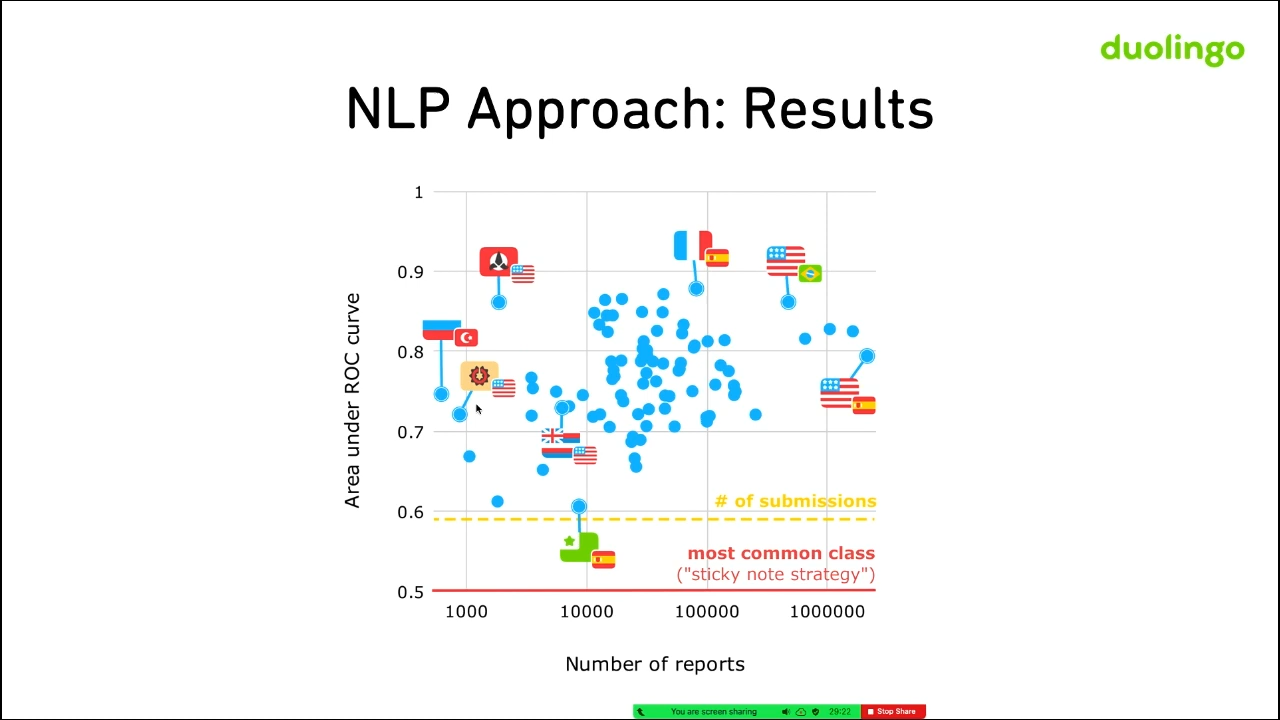 duolingo
NLP Approach: Results
1
0.9
0.8
0.7
0.6
0.5
Area under ROC curve
# of submissions
most common class
("sticky note strategy")
1000 10000 100000 1000000
Number of reports
You are screen sharing 29:22 Stop Share